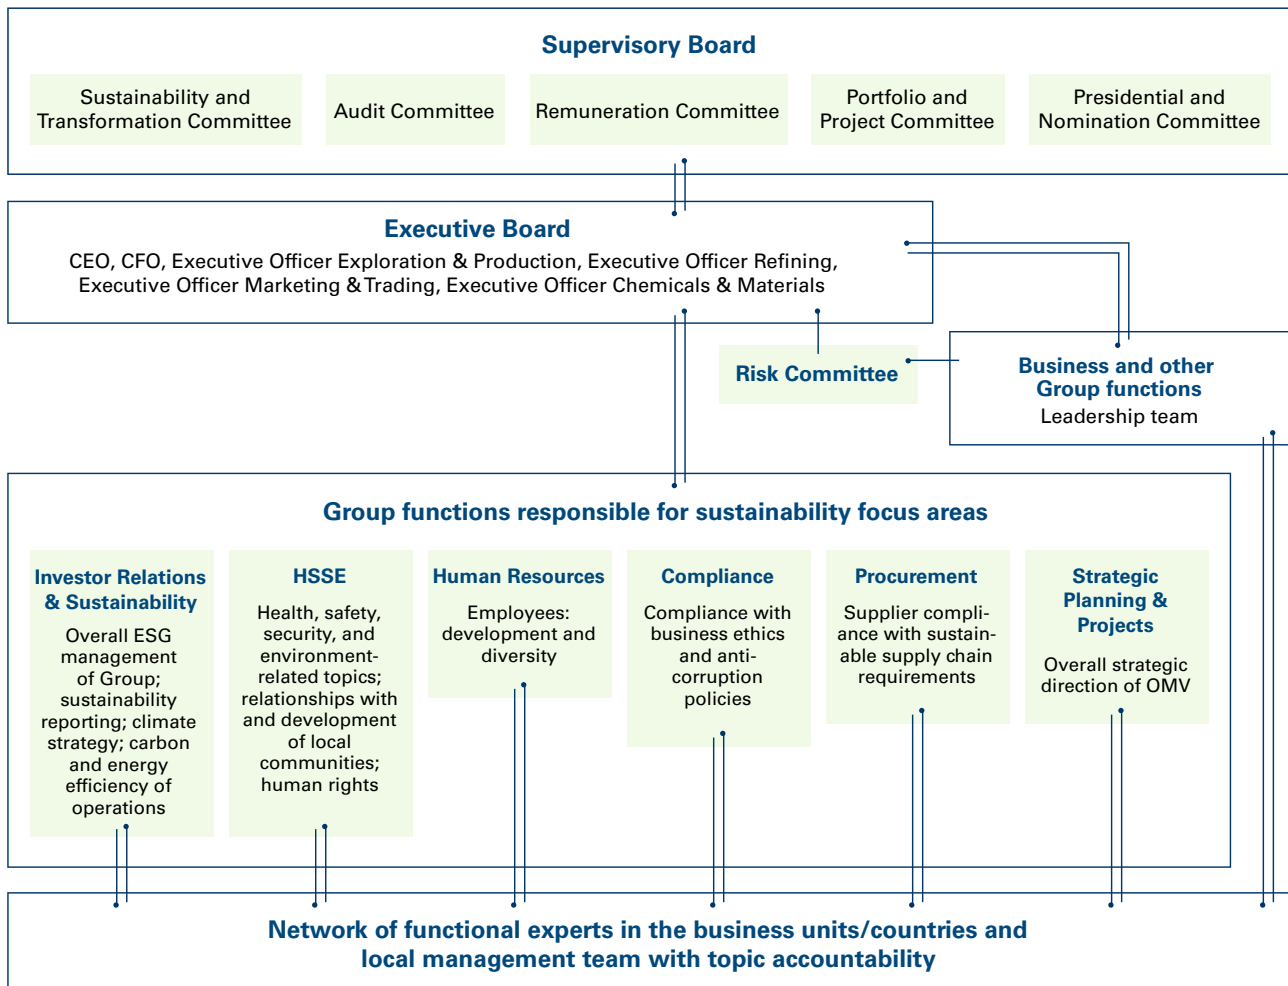 Supervisory Board
Sustainability and
Transformation Committee
Audit Committee
Remuneration Committee
Portfolio and
Project Committee
Presidential and
Nomination Committee
Executive Board
CEO, CFO, Executive Officer Exploration & Production, Executive Officer Refining,
Executive Officer Marketing & Trading, Executive Officer Chemicals & Materials
Risk Committee
Business and other
Group functions
Leadership team
Group functions responsible for sustainability focus areas
Investor Relations
& Sustainability
Overall ESG
management
of Group;
sustainability
reporting; climate
strategy; carbon
and energy
efficiency of
operations
HSSE
Health, safety,
security, and
environment-
related topics;
relationships with
and development
of local
communities;
human rights
Human Resources
Employees:
development and
diversity
Compliance
Compliance with
business ethics
and anti-
corruption
policies
Procurement
Supplier compli-
ance with sustain-
able supply chain
requirements
Strategic
Planning &
Projects
Overall strategic
direction of OMV
Network of functional experts in the business units/countries and
local management team with topic accountability